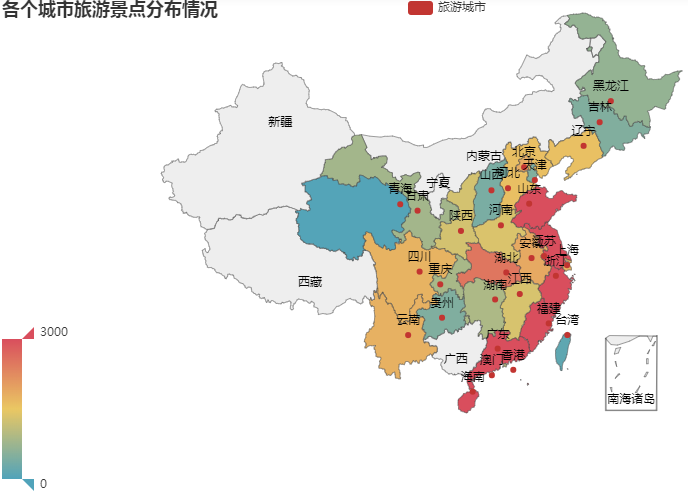 各个城市旅游景点分布情况
旅游城市
黑龙江
吉林
新疆
辽宁
内蒙古
北京
天津
宁夏
山西
河北
青海
甘肃
山东
陕西
河南
安徽
江苏
上海
四川
湖北
浙江
重庆
湖南
江西
贵州
福建
云南
台湾
西藏
广东
广西
澳门
香港
海南
南海诸岛
3000
0